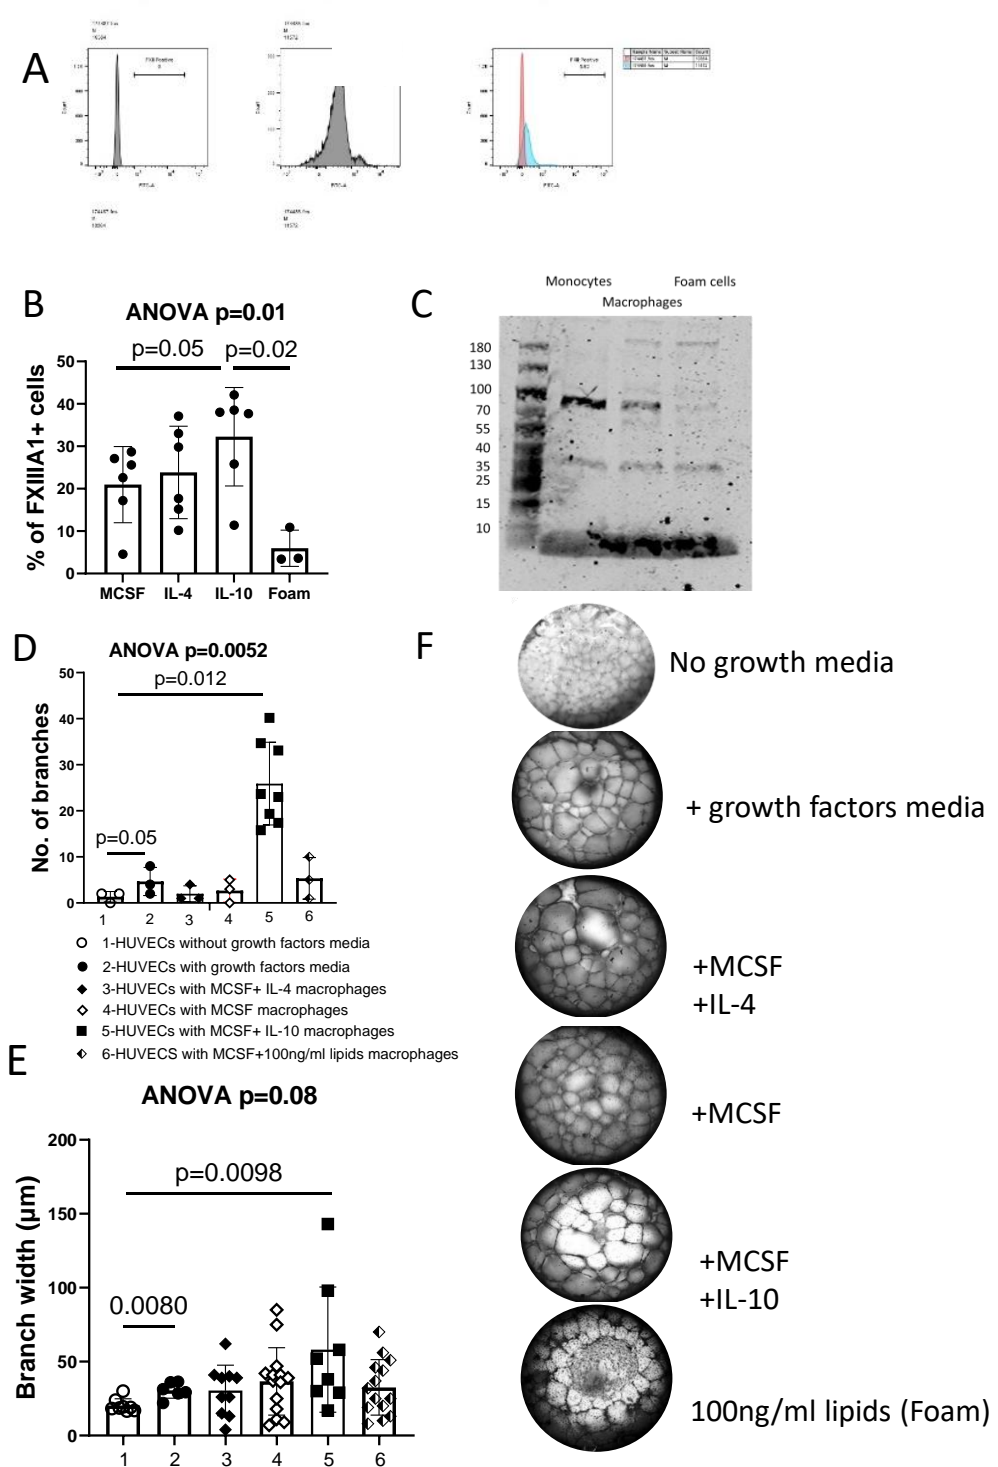 A
M
M
FITC-A
FITC-A
FITC-A
B
ANOVA p=0.01
p=0.05
p=0.02
% of FXIIIA1+ cells
50
40
30
20
10
0
MCSF
IL-4
IL-10
Foam
C
Monocytes
Foam cells
Macrophages
180
130
100
70
55
40
35
25
15
10
D
ANOVA p=0.0052
p=0.012
p=0.05
No. of branches
50
40
30
20
10
0
1
2
3
4
5
6
1-HUVECs without growth factors media
2-HUVECs with growth factors media
3-HUVECs with MCSF+ IL-4 macrophages
4-HUVECs with MCSF macrophages
5-HUVECs with MCSF+ IL-10 macrophages
6-HUVECS with MCSF+100ng/ml lipids macrophages
E
ANOVA p=0.08
p=0.0098
0.0080
Branch width (μm)
200
150
100
50
0
1
2
3
4
5
6
F
No growth media
+ growth factors media
+MCSF
+IL-4
+MCSF
+MCSF
+IL-10
100ng/ml lipids (Foam)